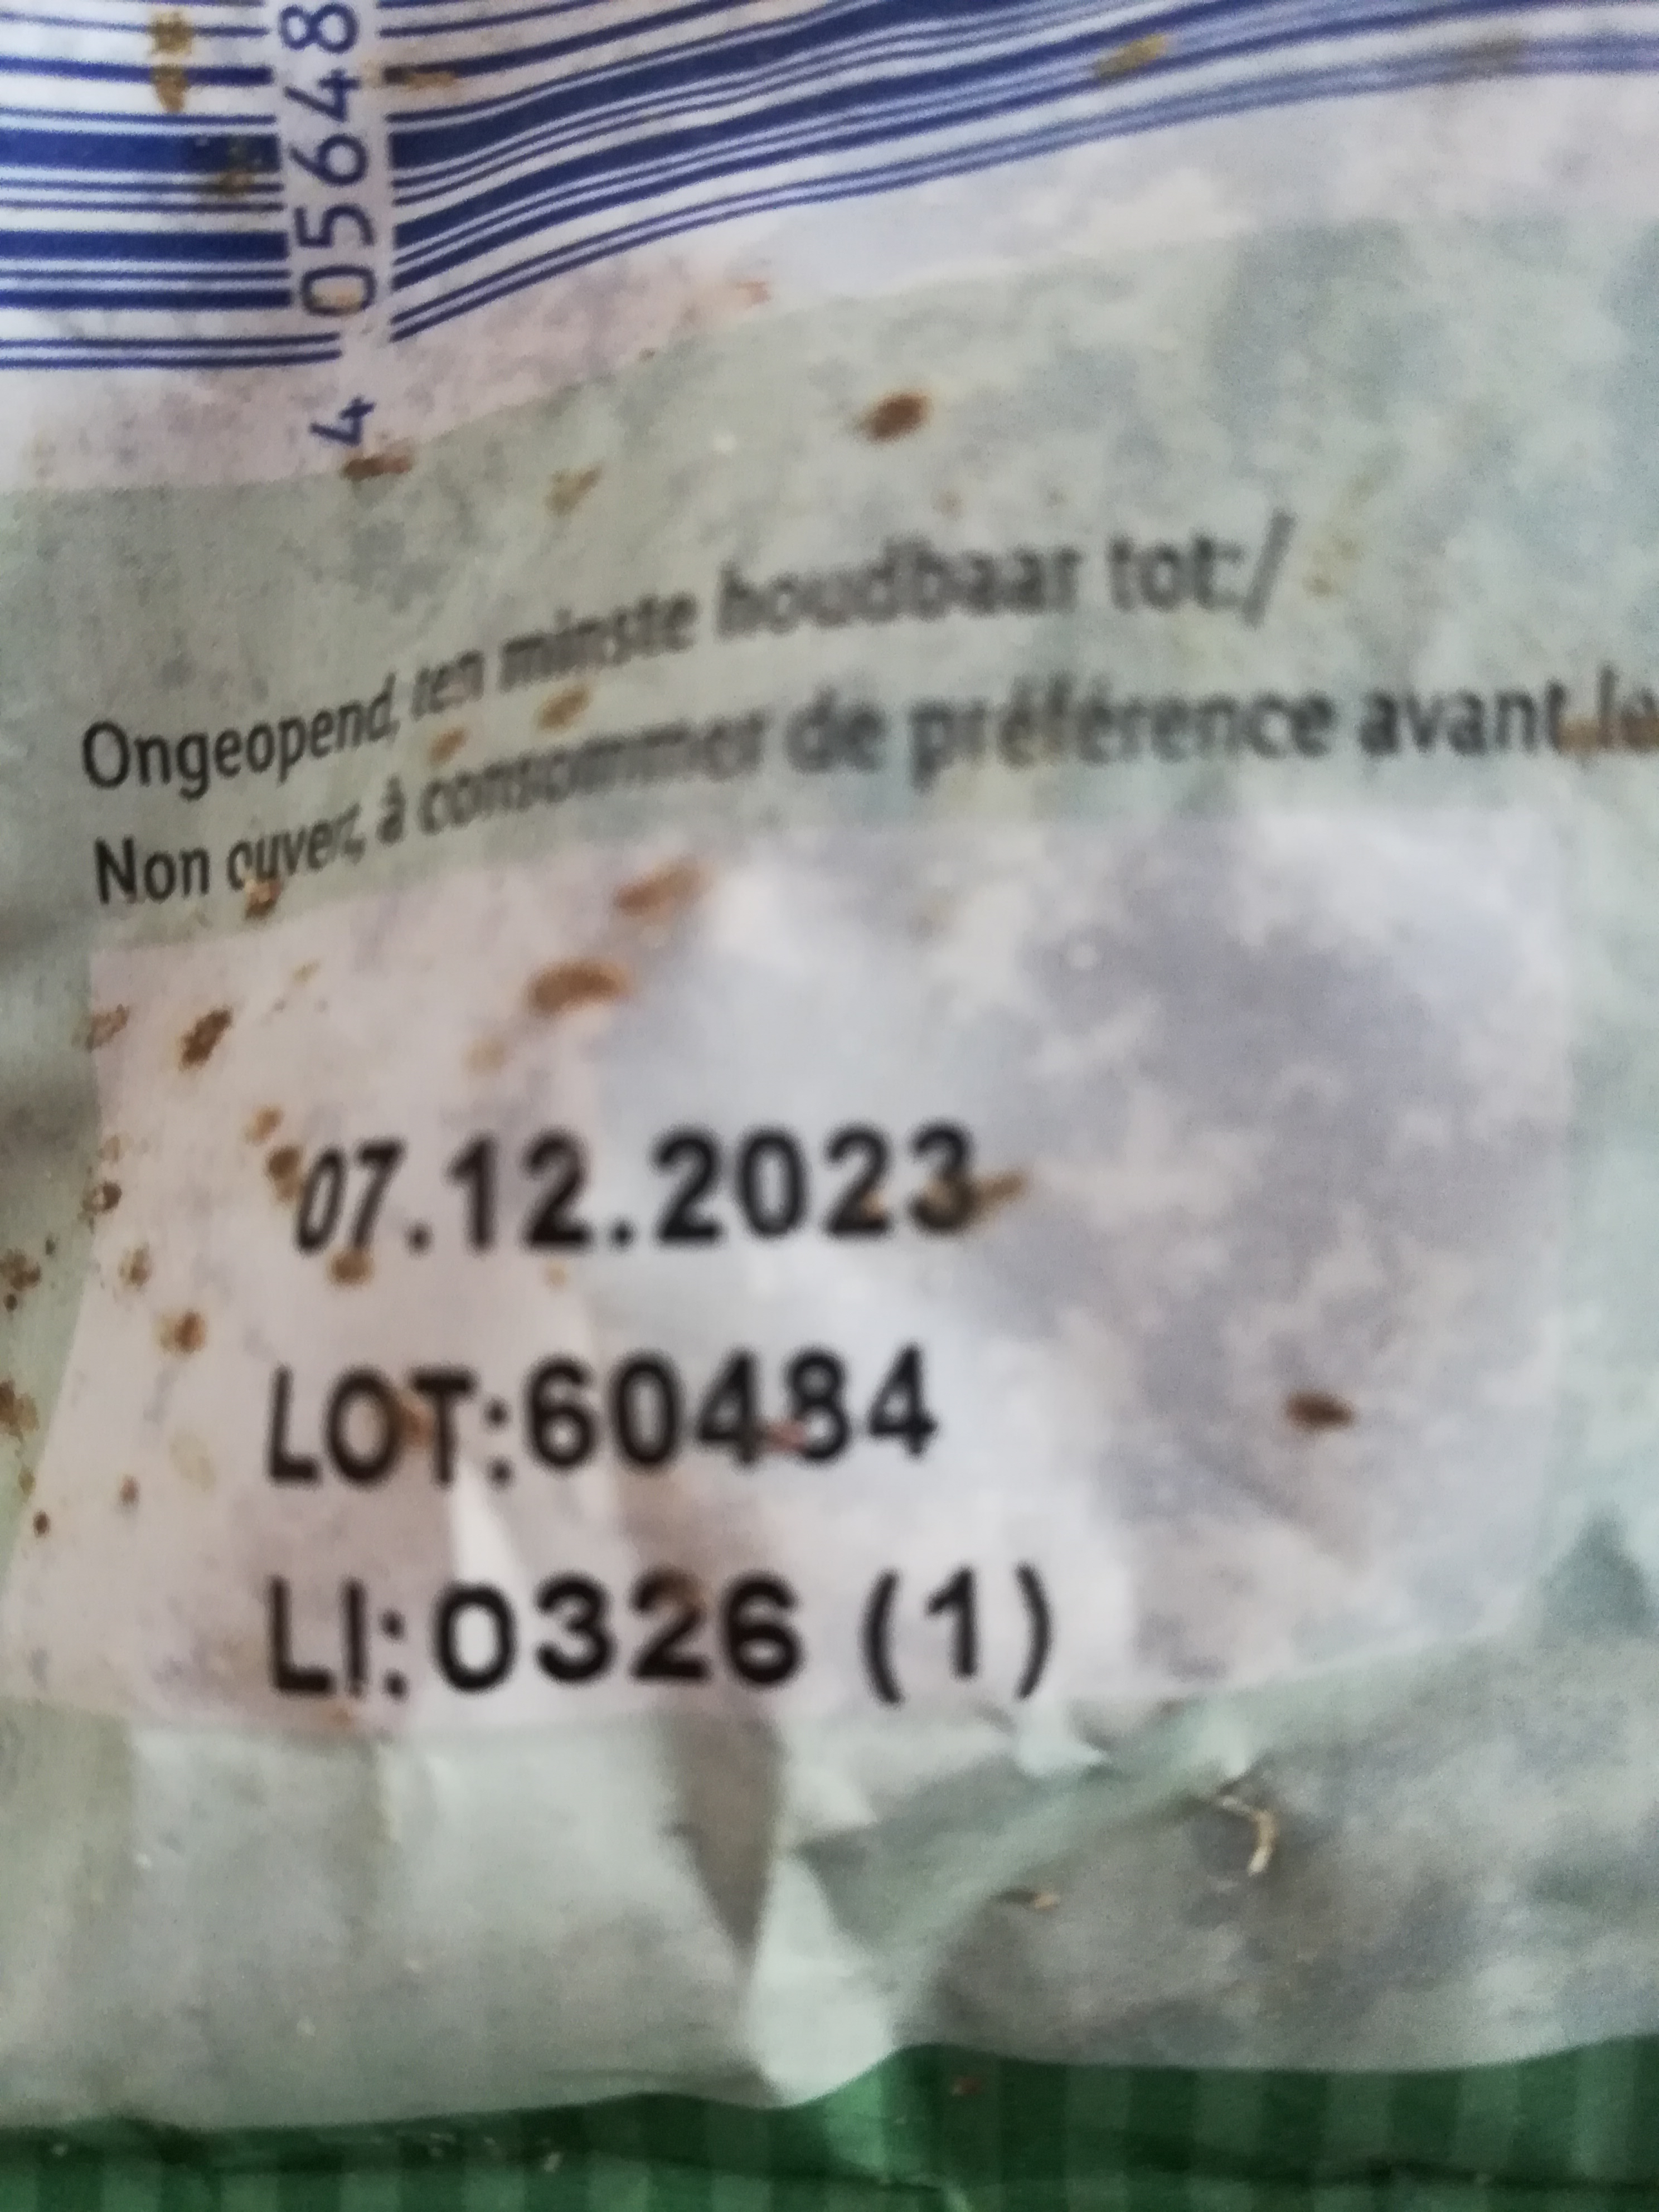 4 05648
Ongeopend, ten minste houdbaar tot:/
Non ouvert, à consommer de préférence avant le
07.12.2023
LOT:60484
LI:0326 (1)